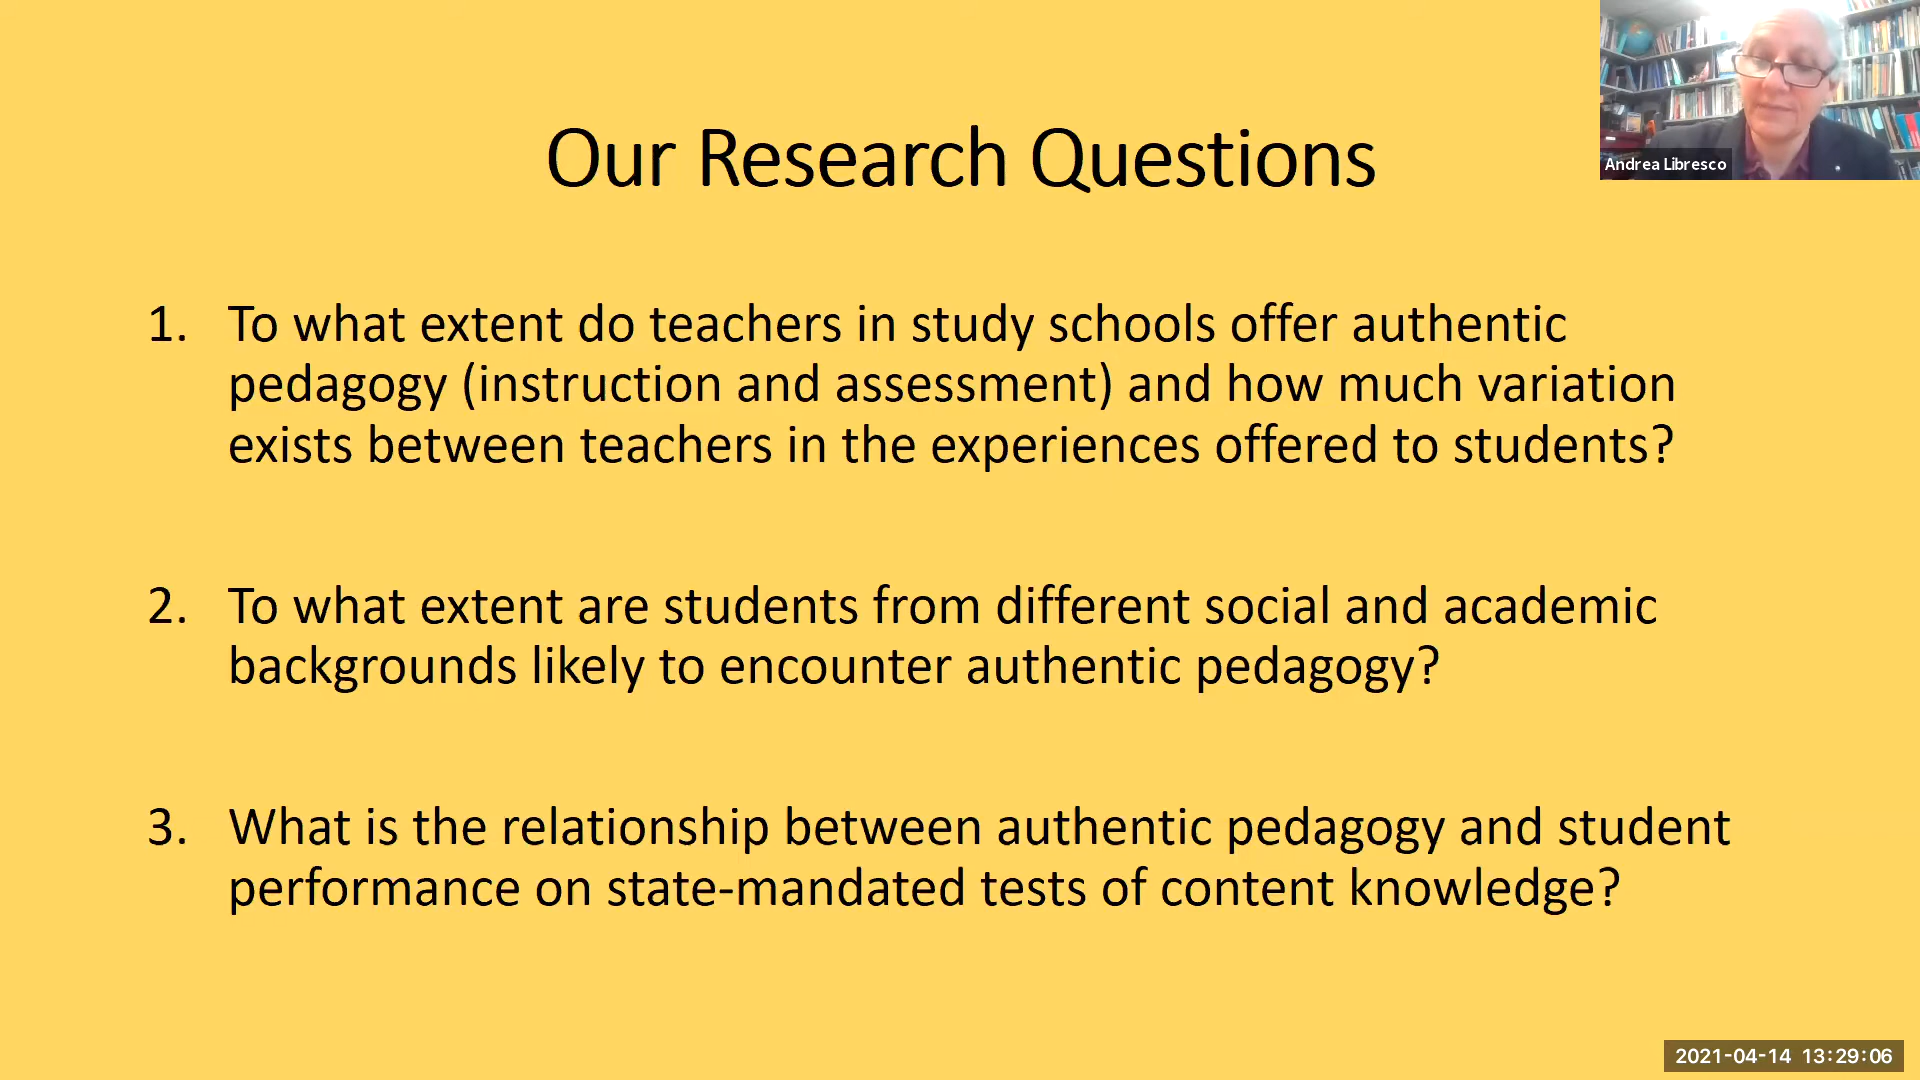 Our Research Questions
Andrea Libresco
1. To what extent do teachers in study schools offer authentic
pedagogy (instruction and assessment) and how much variation
exists between teachers in the experiences offered to students?
2. To what extent are students from different social and academic
backgrounds likely to encounter authentic pedagogy?
3. What is the relationship between authentic pedagogy and student
performance on state-mandated tests of content knowledge?
2021-04-14 13:29:06